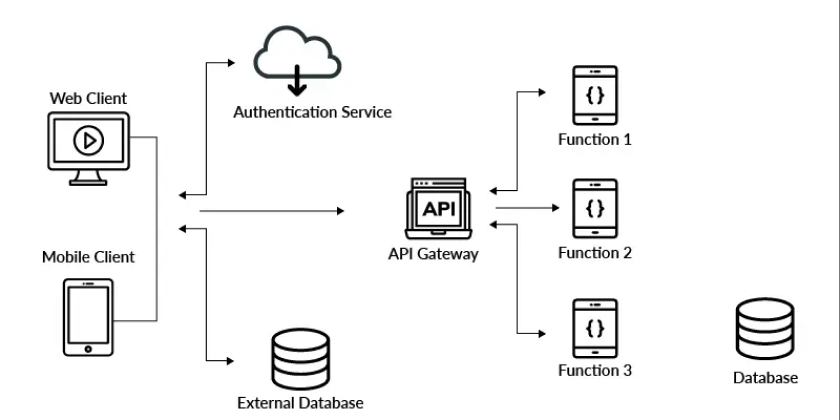 Web Client
Authentication Service
Mobile Client
External Database
API
API Gateway
{}
Function 1
{}
Function 2
{}
Function 3
Database